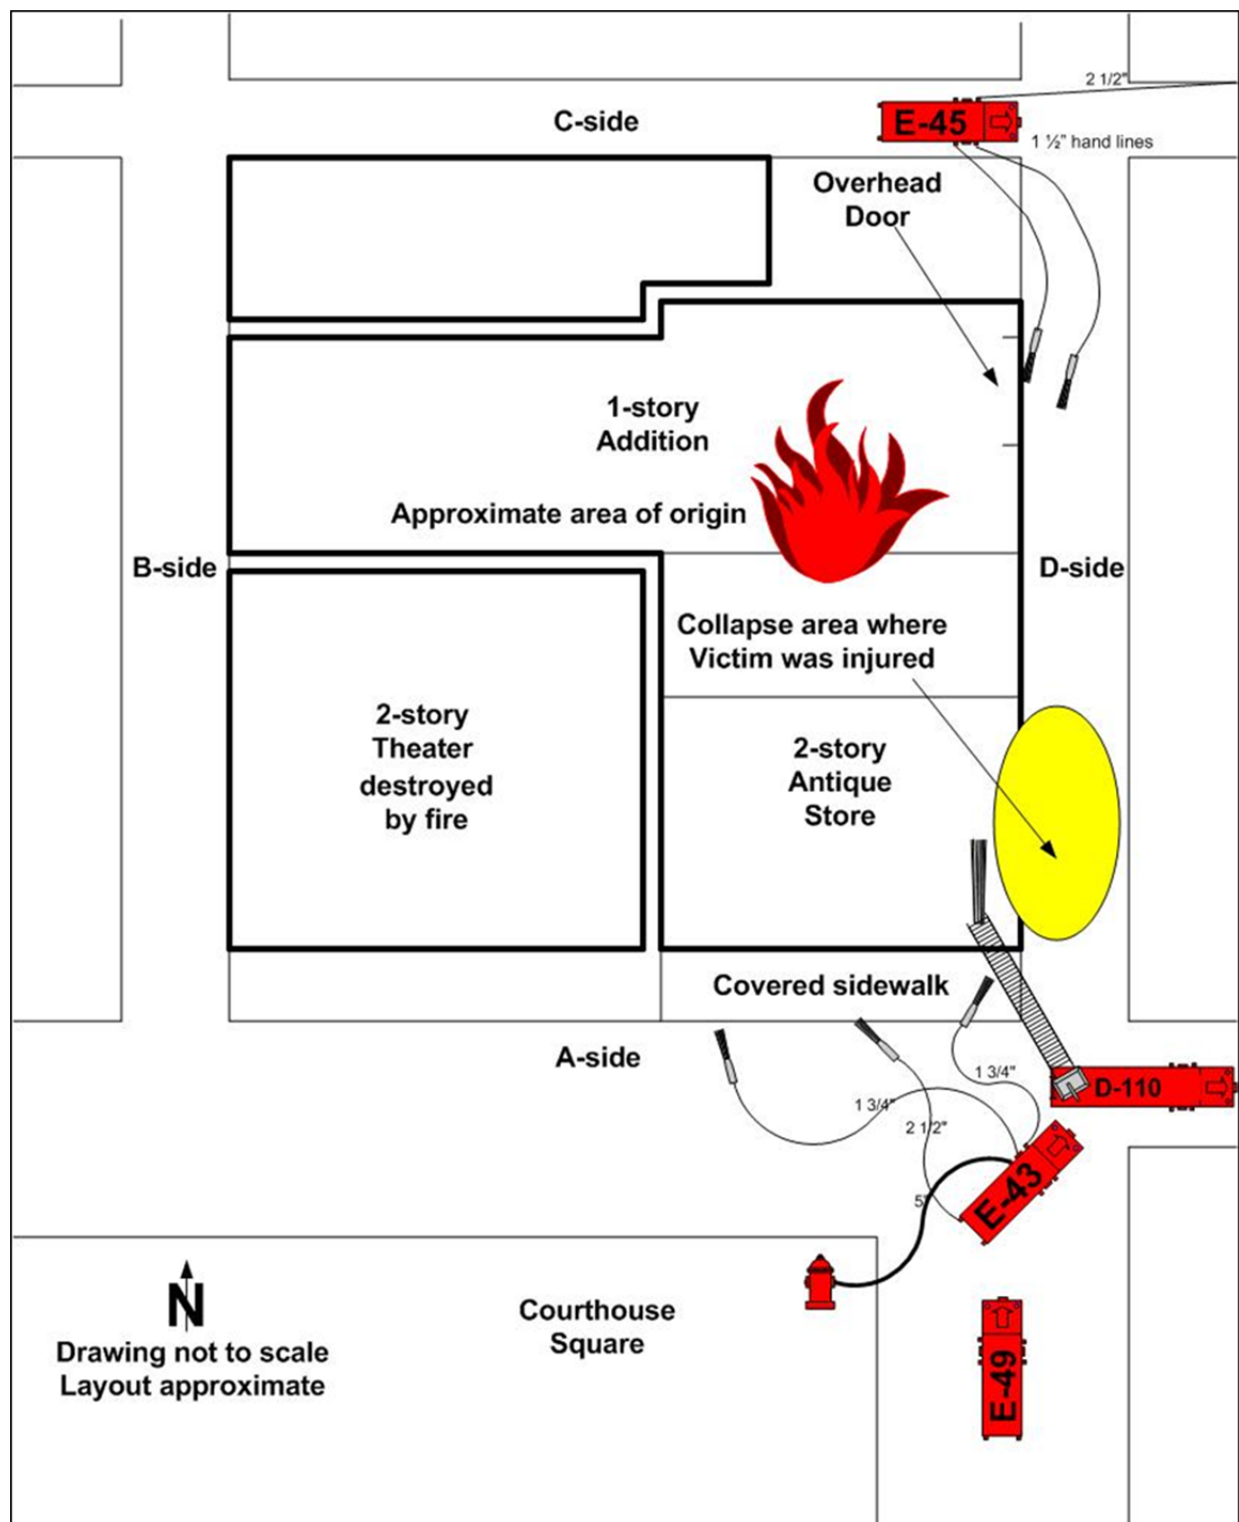 2 1/2"
C-side
E-45
1 ½" hand lines
Overhead
Door
1-story
Addition
Approximate area of origin
B-side
D-side
Collapse area where
Victim was injured
2-story
Theater
destroyed
by fire
2-story
Antique
Store
Covered sidewalk
A-side
1 3/4"
D-110
1 3/4"
2 1/2"
E-43
5"
N
Drawing not to scale
Layout approximate
Courthouse
Square
E-49